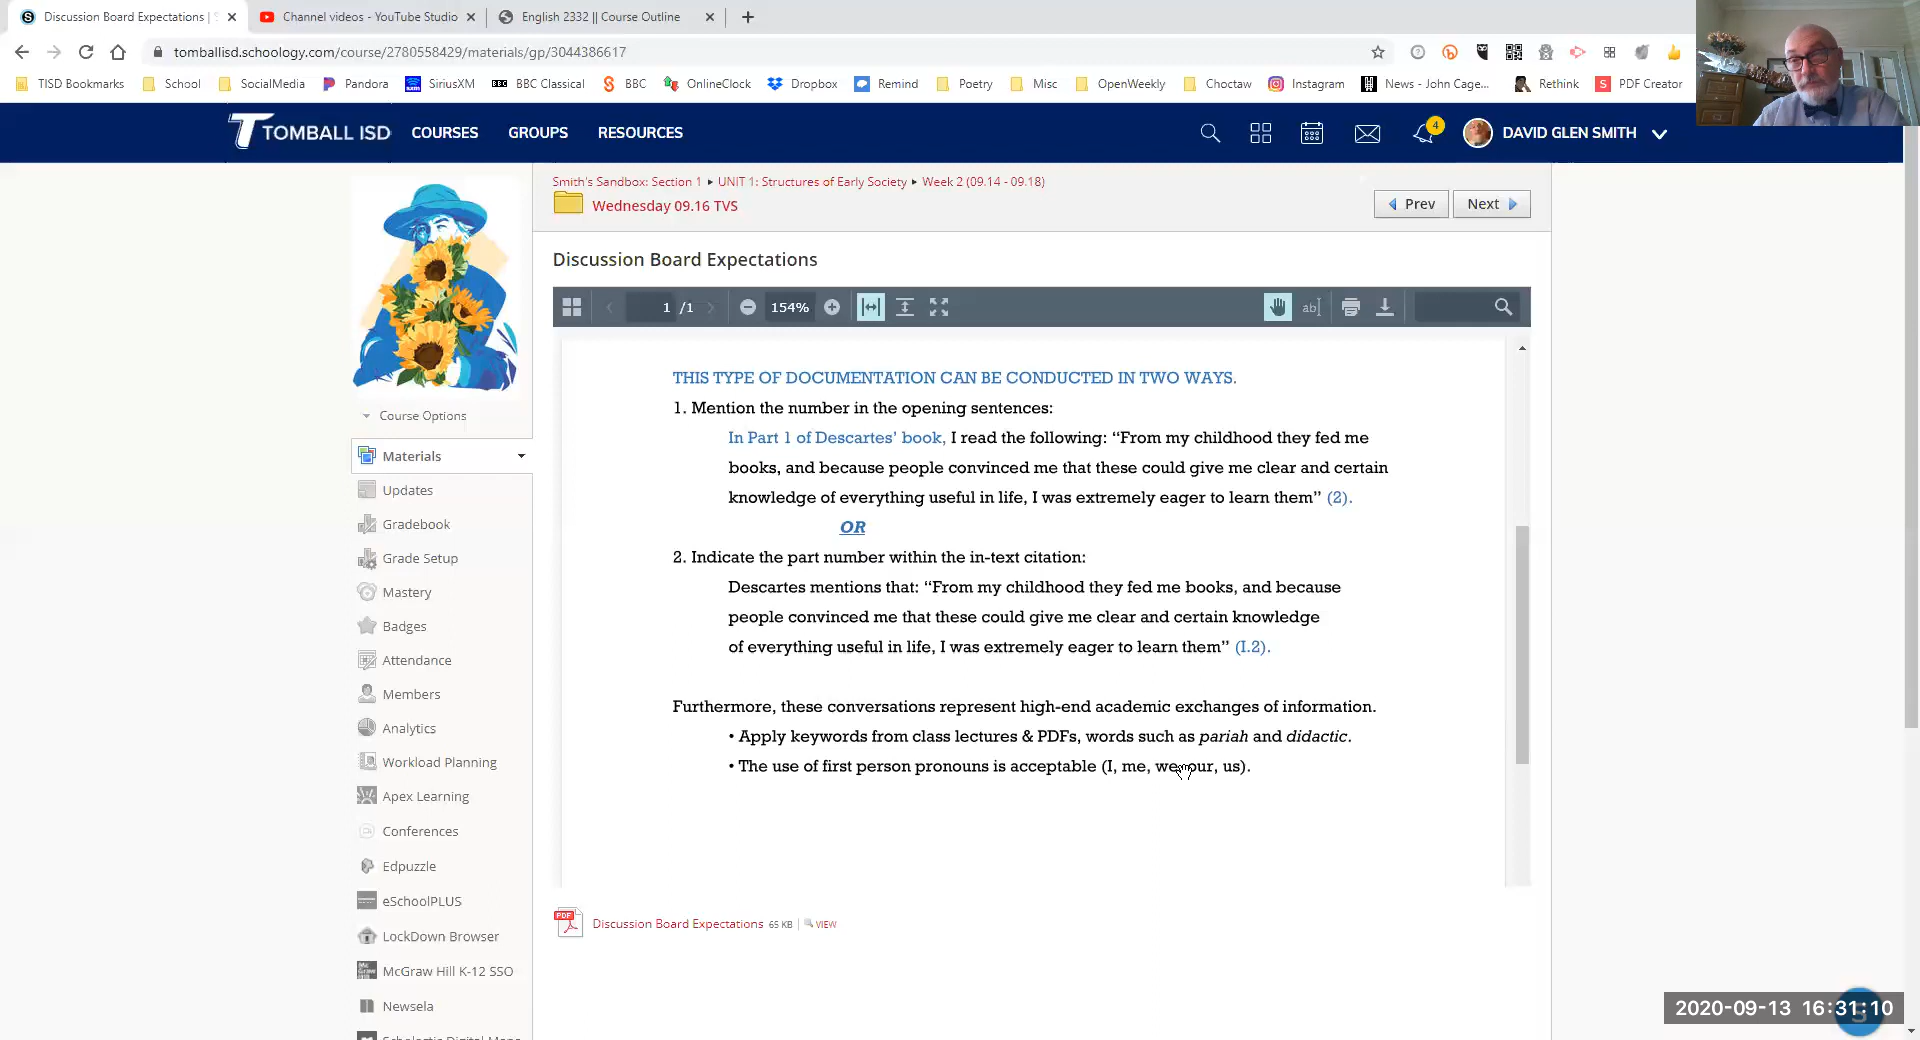 Discussion Board Expectations |
Channel videos - YouTube Studio
English 2332 || Course Outline
tomballisd.schoology.com/course/2780558429/materials/gp/3044386617
TISD Bookmarks
School
SocialMedia
Pandora
SiriusXM
BBC Classical
BBC
OnlineClock
Dropbox
Remind
Poetry
Misc
OpenWeekly
Choctaw
Instagram
News - John Cage...
Rethink
PDF Creator
TOMBALL ISD
COURSES
GROUPS
RESOURCES
4
DAVID GLEN SMITH
Smith's Sandbox: Section 1 ▸ UNIT 1: Structures of Early Society ▸ Week 2 (09.14 - 09.18)
Wednesday 09.16 TVS
Prev
Next
Discussion Board Expectations
1 /1
154%
THIS TYPE OF DOCUMENTATION CAN BE CONDUCTED IN TWO WAYS.
1. Mention the number in the opening sentences:
In Part 1 of Descartes’ book, I read the following: “From my childhood they fed me
books, and because people convinced me that these could give me clear and certain
knowledge of everything useful in life, I was extremely eager to learn them” (2).
OR
2. Indicate the part number within the in-text citation:
Descartes mentions that: “From my childhood they fed me books, and because
people convinced me that these could give me clear and certain knowledge
of everything useful in life, I was extremely eager to learn them” (I.2).
Furthermore, these conversations represent high-end academic exchanges of information.
• Apply keywords from class lectures & PDFs, words such as pariah and didactic.
• The use of first person pronouns is acceptable (I, me, we, our, us).
PDF
Discussion Board Expectations 65 KB
VIEW
Course Options
Materials
Updates
Gradebook
Grade Setup
Mastery
Badges
Attendance
Members
Analytics
Workload Planning
Apex Learning
Conferences
Edpuzzle
eSchoolPLUS
LockDown Browser
McGraw Hill K-12 SSO
Newsela
2020-09-13 16:31:10